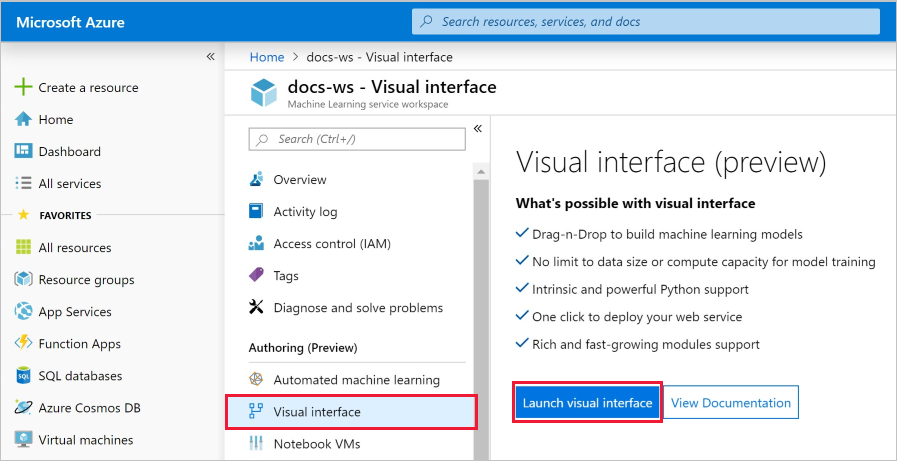 Microsoft Azure
Search resources, services, and docs
Create a resource
Home
Dashboard
All services
FAVORITES
All resources
Resource groups
App Services
Function Apps
SQL databases
Azure Cosmos DB
Virtual machines
Home > docs-ws - Visual interface
docs-ws - Visual interface
Machine Learning service workspace
Search (Ctrl+/)
Overview
Activity log
Access control (IAM)
Tags
Diagnose and solve problems
Authoring (Preview)
Automated machine learning
Visual interface
Notebook VMs
Visual interface (preview)
What's possible with visual interface
Drag-n-Drop to build machine learning models
No limit to data size or compute capacity for model training
Intrinsic and powerful Python support
One click to deploy your web service
Rich and fast-growing modules support
Launch visual interface
View Documentation